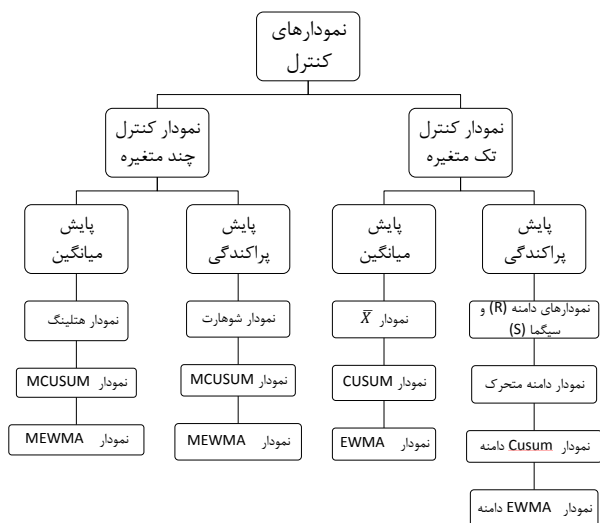 نمودارهای
کنترل
نمودار کنترل
تک متغیره
نمودار کنترل
چند متغیره
پایش
پراکندگی
پایش
میانگین
پایش
پراکندگی
پایش
میانگین
نمودارهای دامنه (R) و
سیگما (S)
نمودار X̅
نمودار شوهارت
نمودار هتلینگ
نمودار دامنه متحرک
نمودار CUSUM
نمودار MCUSUM
نمودار MCUSUM
نمودار Cusum دامنه
نمودار EWMA
نمودار MEWMA
نمودار MEWMA
نمودار EWMA دامنه